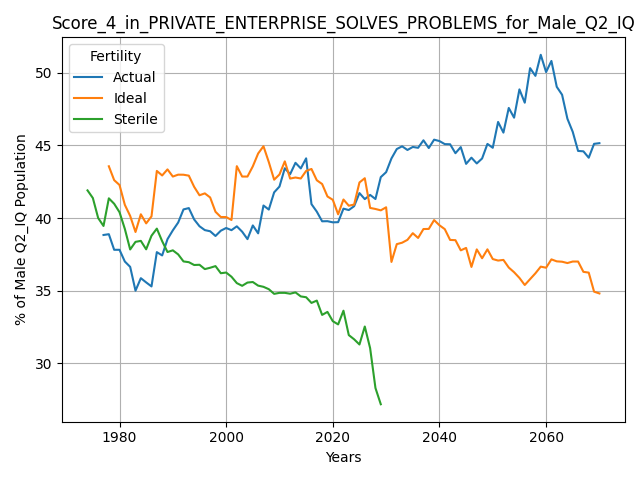 Score_4_in_PRIVATE_ENTERPRISE_SOLVES_PROBLEMS_for_Male_Q2_IQ
Fertility
Actual
Ideal
Sterile
% of Male Q2_IQ Population
50
45
40
35
30
1980
2000
2020
2040
2060
Years